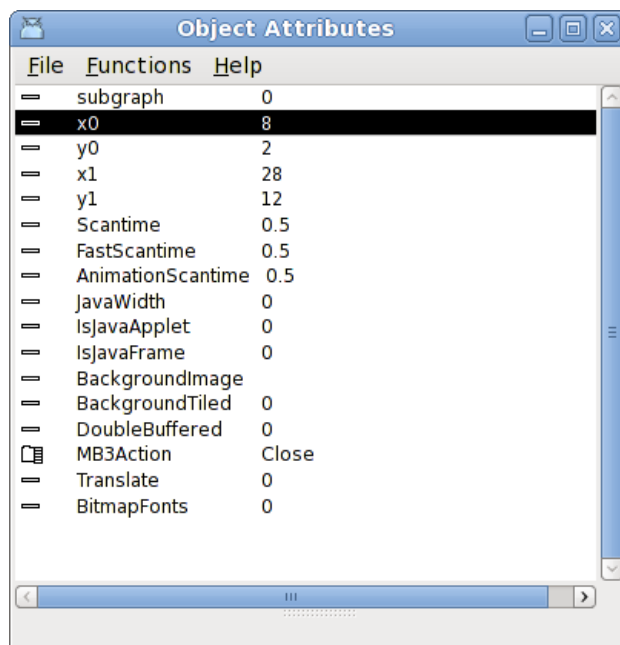 Object Attributes
File Functions Help
subgraph 0
x0 8
y0 2
x1 28
y1 12
Scantime 0.5
FastScantime 0.5
AnimationScantime 0.5
JavaWidth 0
IsJavaApplet 0
IsJavaFrame 0
BackgroundImage
BackgroundTiled 0
DoubleBuffered 0
MB3Action Close
Translate 0
BitmapFonts 0